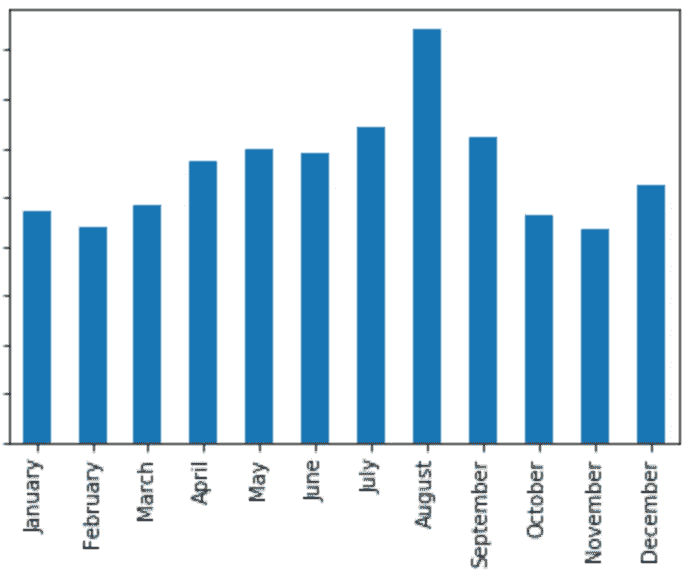 January
February
March
April
May
June
July
August
September
October
November
December